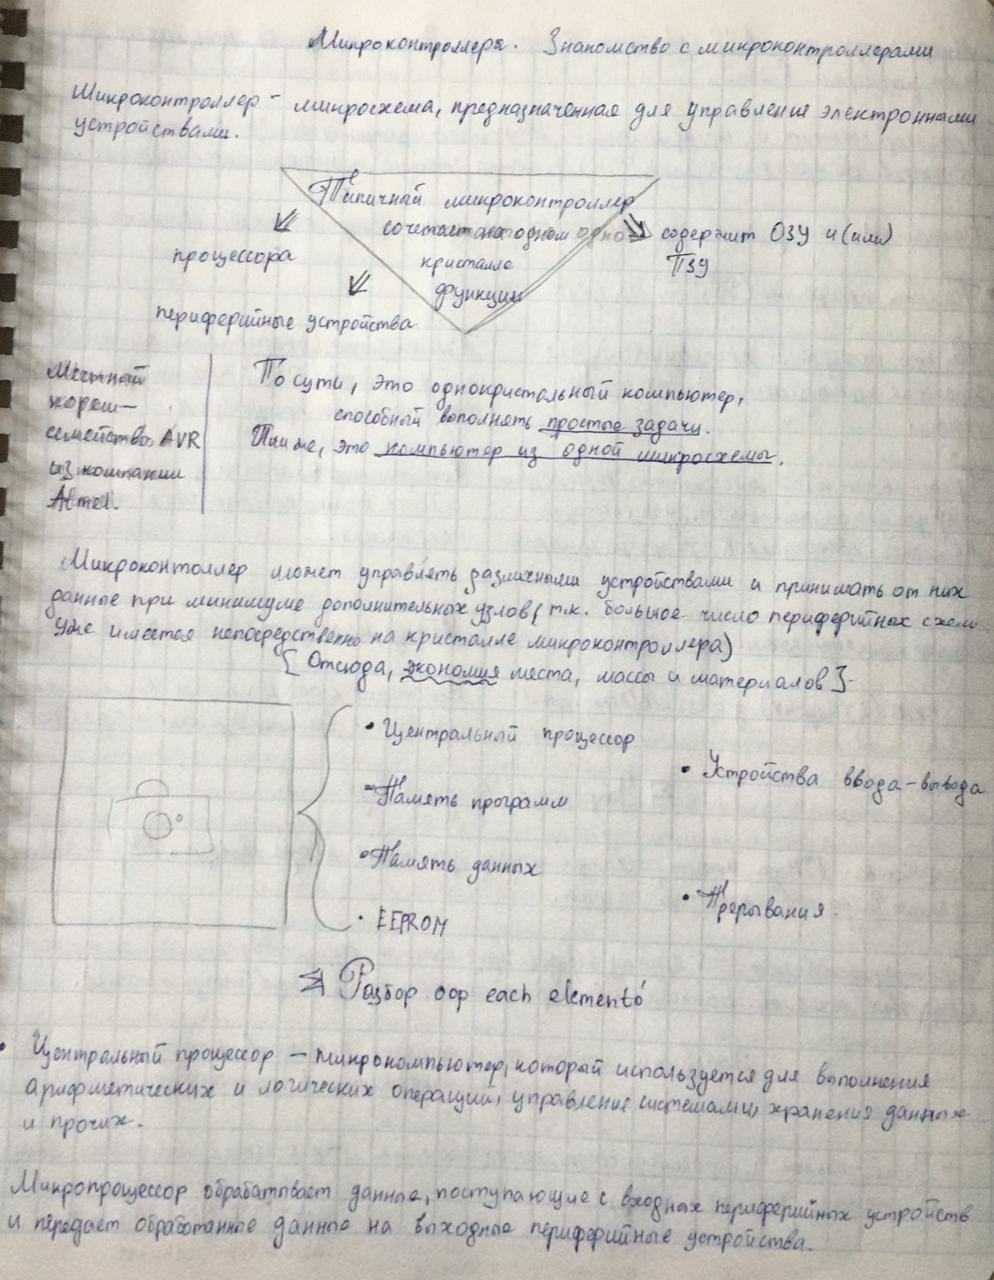 Микроконтроллеры. Знакомство с микроконтроллерами
Микроконтроллер – микросхема, предназначенная для управления электронными
устройствами.
Типичный микроконтроллер
сочетает на одном
кристалле
функции
процессора
периферийные устройства
содержит ОЗУ и (или)
ПЗУ
семейство AVR
из компании
Atmel
По сути, это однокристальный компьютер,
способный выполнять простые задачи.
это компьютер из одной микросхемы.
Микроконтоллер может управлять различными устройствами и принимать от них
данные при минимуме дополнительных узлов (т.к. большое число периферийных схем
уже имеется непосредственно на кристалле микроконтроллера)
[Отсюда, экономия места, массы и материалов]
• Центральный процессор
• Устройства ввода-вывода
• Память программ
• Память данных
• Прерывания
• EEPROM
Разбор оор each elementó
• Центральный процессор – микрокомпьютер, который используется для выполнения
арифметических и логических операций, управления системами, хранения данных
и прочих.
Микропроцессор обрабатывает данные, поступающие с входных периферийных устройств
и передает обработанные данные на выходные периферийные устройства.